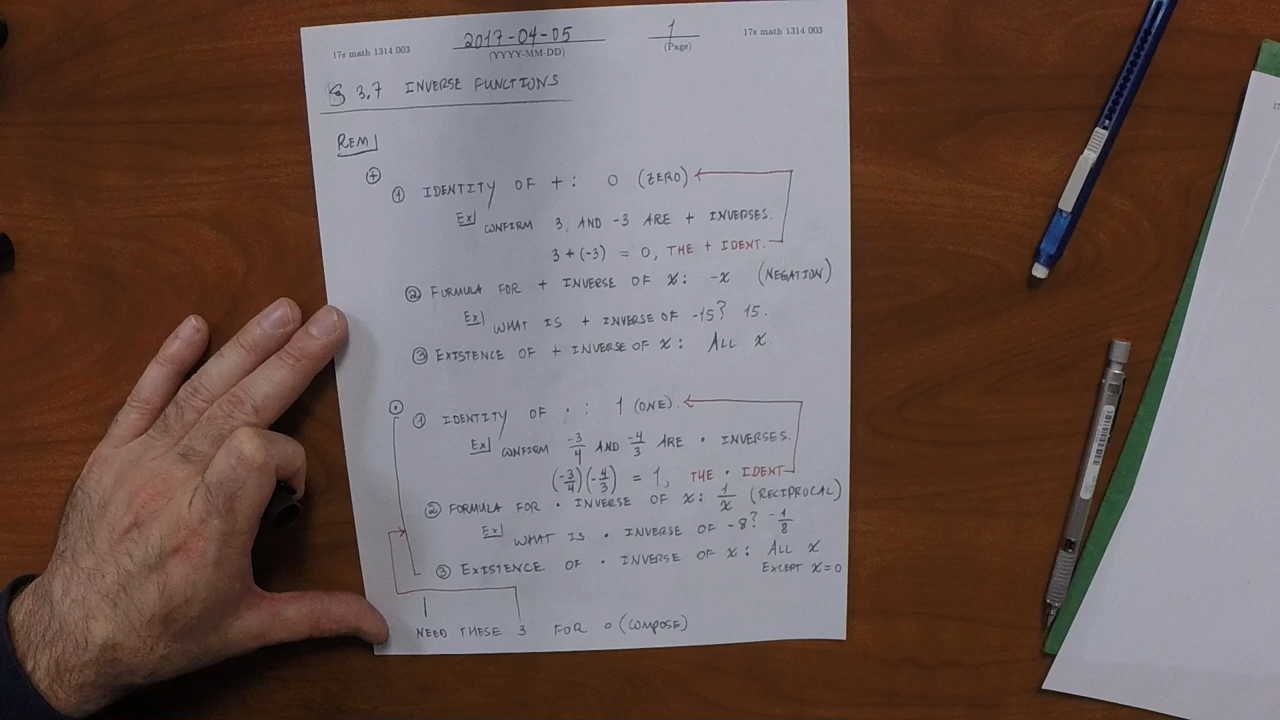 17s math 1314 003 2017-04-05 1 17s math 1314 003
(YYYY-MM-DD) (Page)
§ 3.7 INVERSE FUNCTIONS
REM
+
① IDENTITY OF + : 0 (ZERO)
Ex CONFIRM 3 AND -3 ARE + INVERSES.
3 + (-3) = 0, THE + IDENT.
② FORMULA FOR + INVERSE OF x: -x (NEGATION)
Ex WHAT IS + INVERSE OF -15? 15.
③ EXISTENCE OF + INVERSE OF x: ALL x.
·
① IDENTITY OF · : 1 (ONE).
Ex CONFIRM -3/4 AND -4/3 ARE · INVERSES.
(-3/4)(-4/3) = 1, THE · IDENT
② FORMULA FOR · INVERSE OF x: 1/x (RECIPROCAL)
Ex WHAT IS · INVERSE OF -8? -1/8
③ EXISTENCE OF · INVERSE OF x: ALL x
EXCEPT x=0
NEED THESE 3 FOR ∘ (COMPOSE)